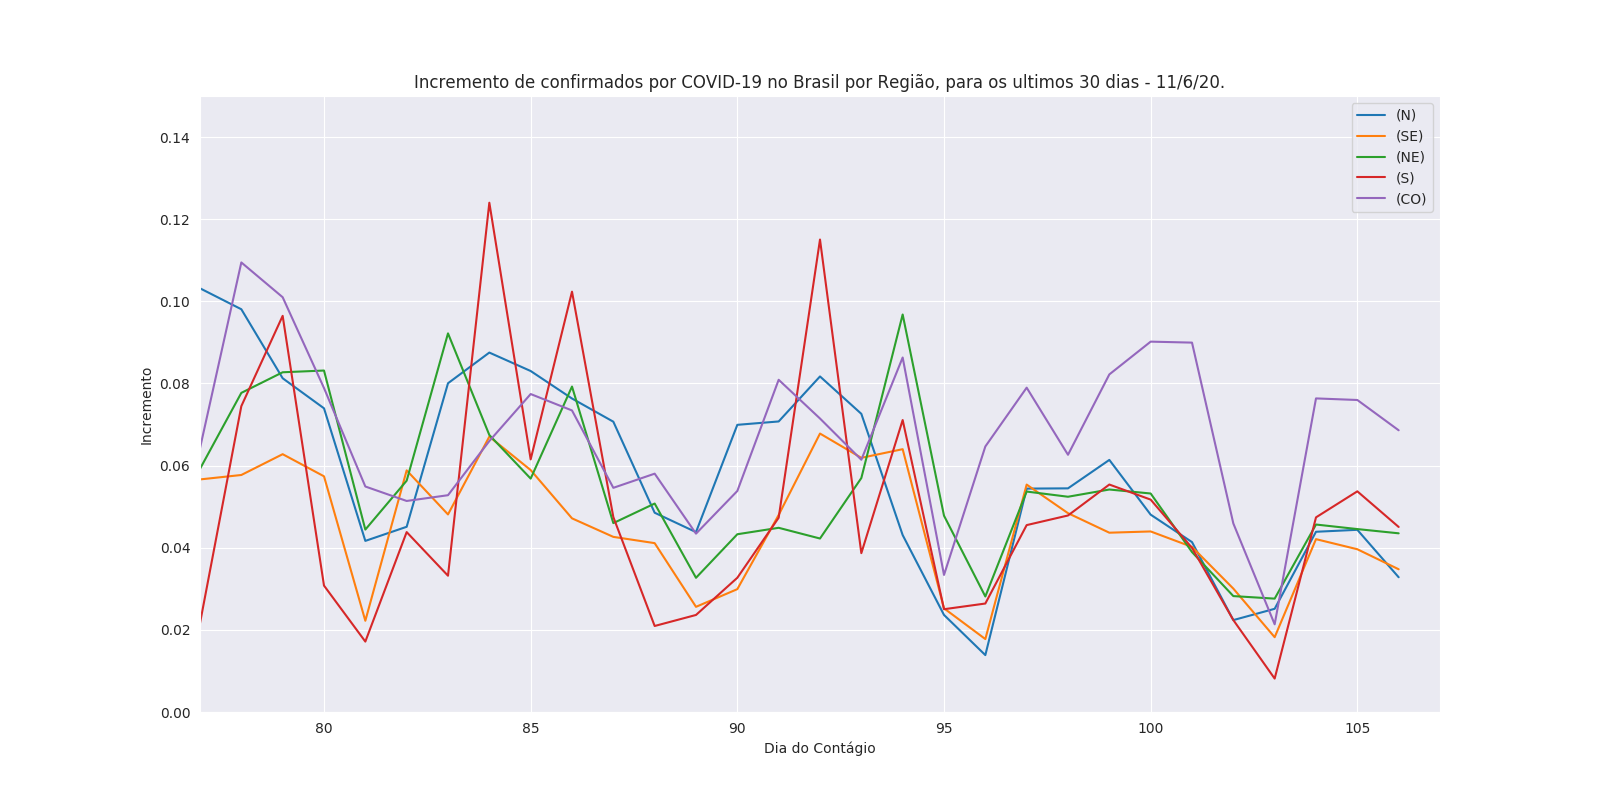 Incremento de confirmados por COVID-19 no Brasil por Região, para os ultimos 30 dias - 11/6/20.
(N)
(SE)
(NE)
(S)
(CO)
Incremento
0.14
0.12
0.10
0.08
0.06
0.04
0.02
0.00
80 85 90 95 100 105
Dia do Contágio